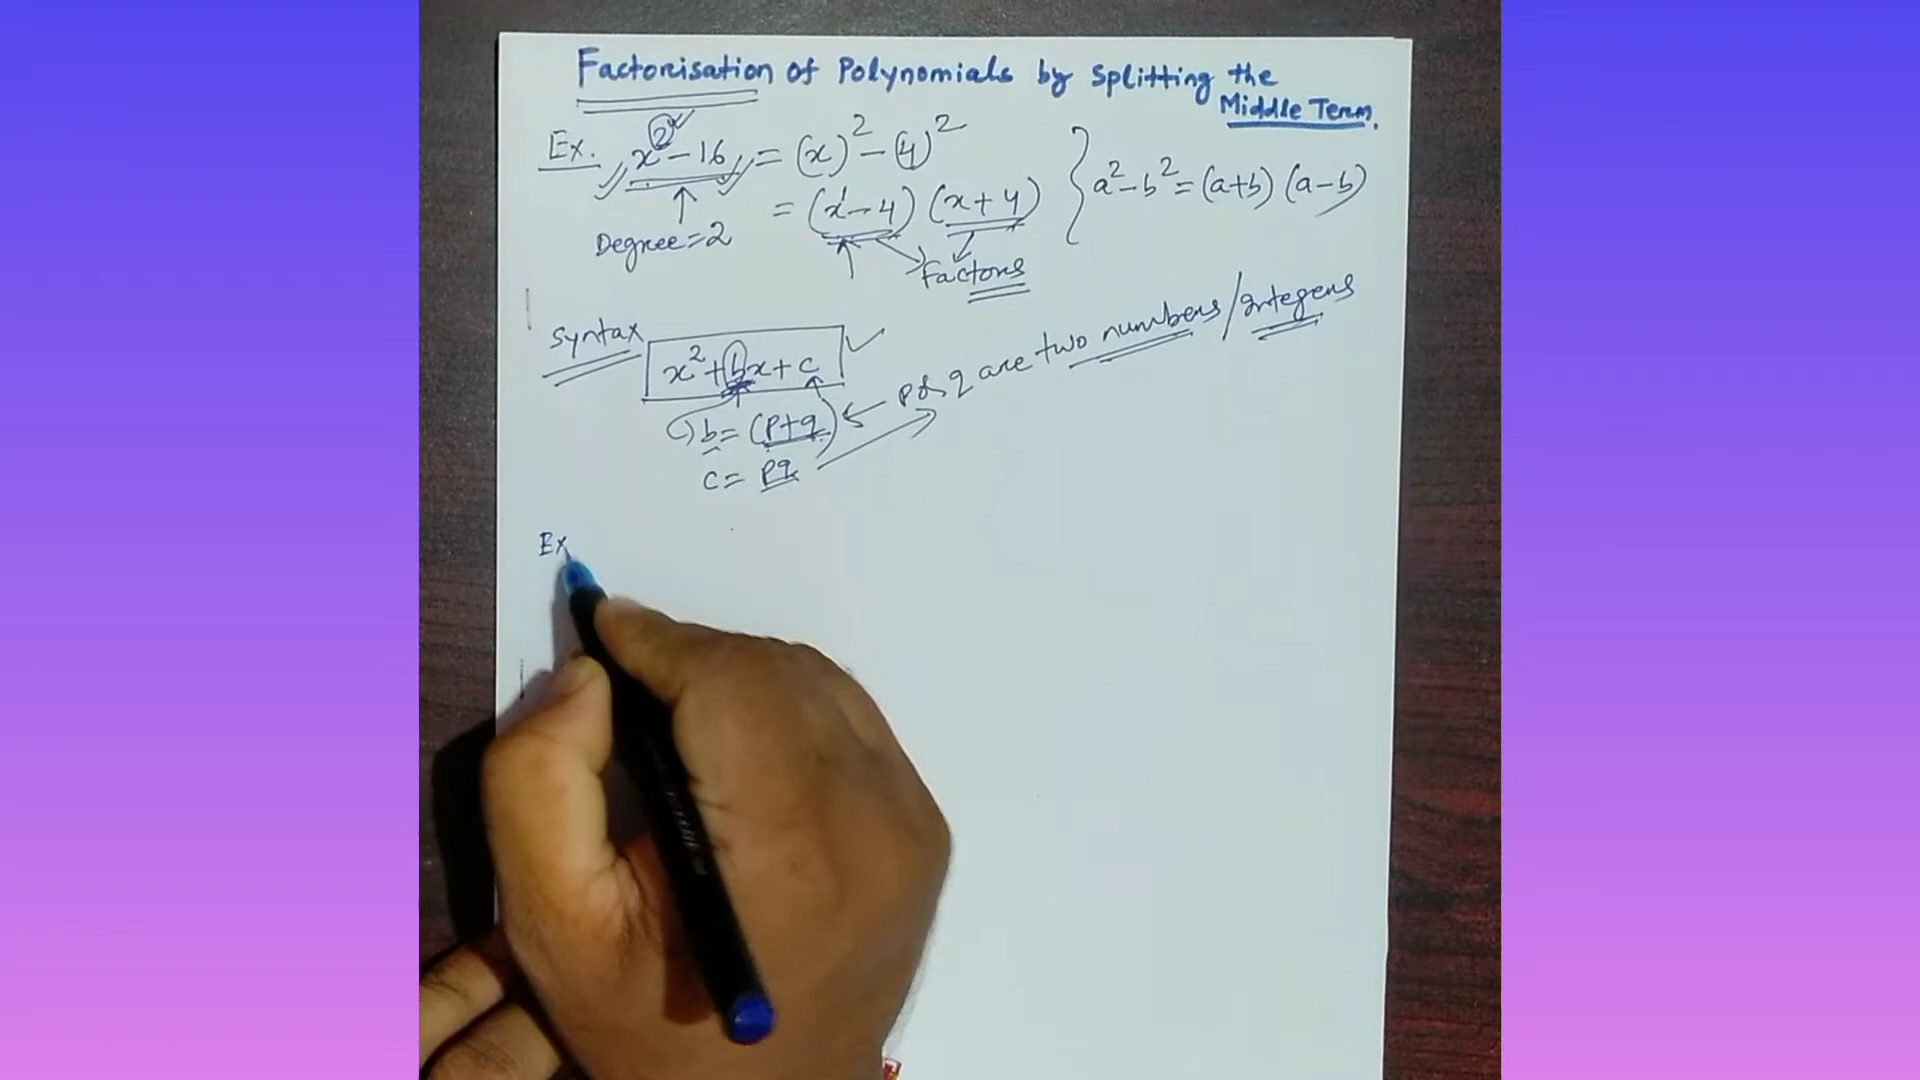 Factorisation of Polynomials by Splitting the
Middle Term.
Ex. x² - 16 = (x)² - (4)²
= (x - 4) (x + 4) } a² - b² = (a+b) (a-b)
Degree = 2
Factors
Syntax
x² + bx + c
p & q are two numbers/integers
b = (p+q)
c = pq
Ex